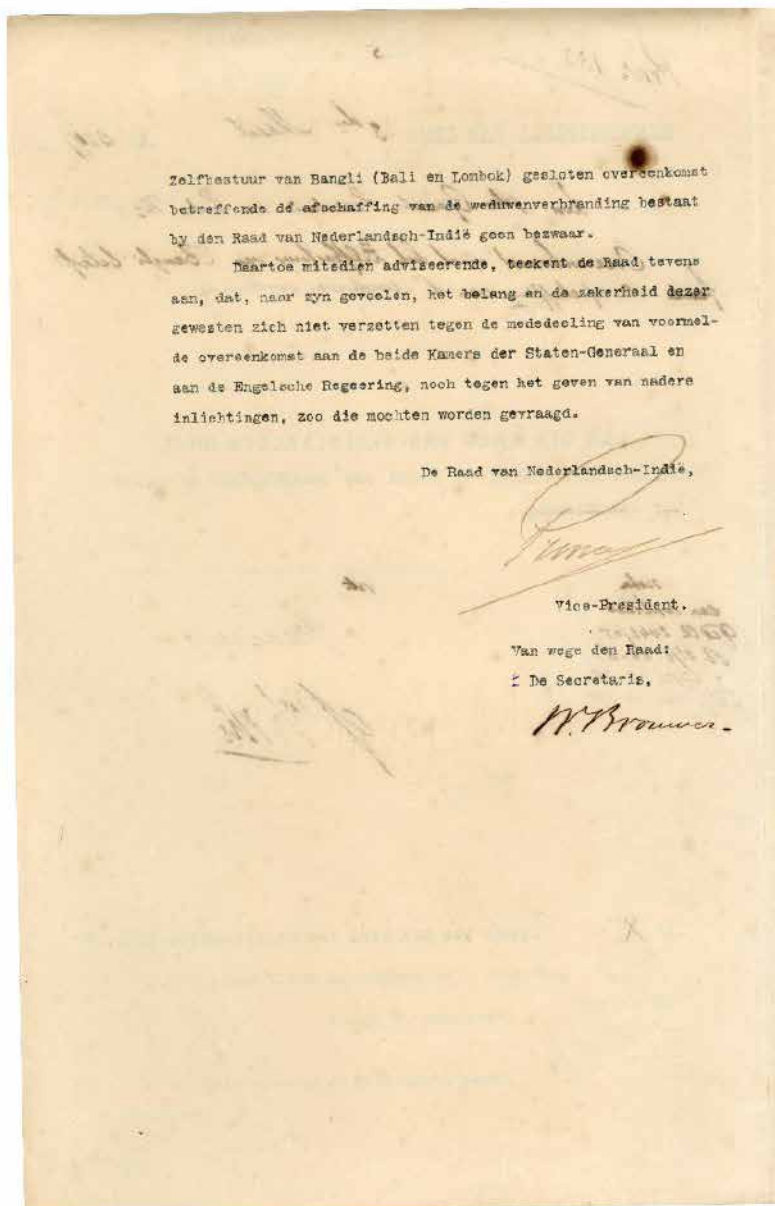 Zelfbestuur van Bangli (Bali en Lombok) gesloten overeenkomst
betreffende de afschaffing van de weduwenverbranding bestaat
by den Raad van Nederlandsch-Indië geen bezwaar.
Daartoe mitsdien adviseerende, teekent de Raad tevens
aan, dat, naar zyn gevoelen, het belang en de zekerheid dezer
gewesten zich niet verzetten tegen de mededeeling van voormel-
de overeenkomst aan de beide Kamers der Staten-Generaal en
aan de Engelsche Regeering, noch tegen het geven van nadere
inlichtingen, zoo die mochten worden gevraagd.
De Raad van Nederlandsch-Indië,
Vice-President.
Van wege den Raad:
De Secretaris,
W. Brouwer